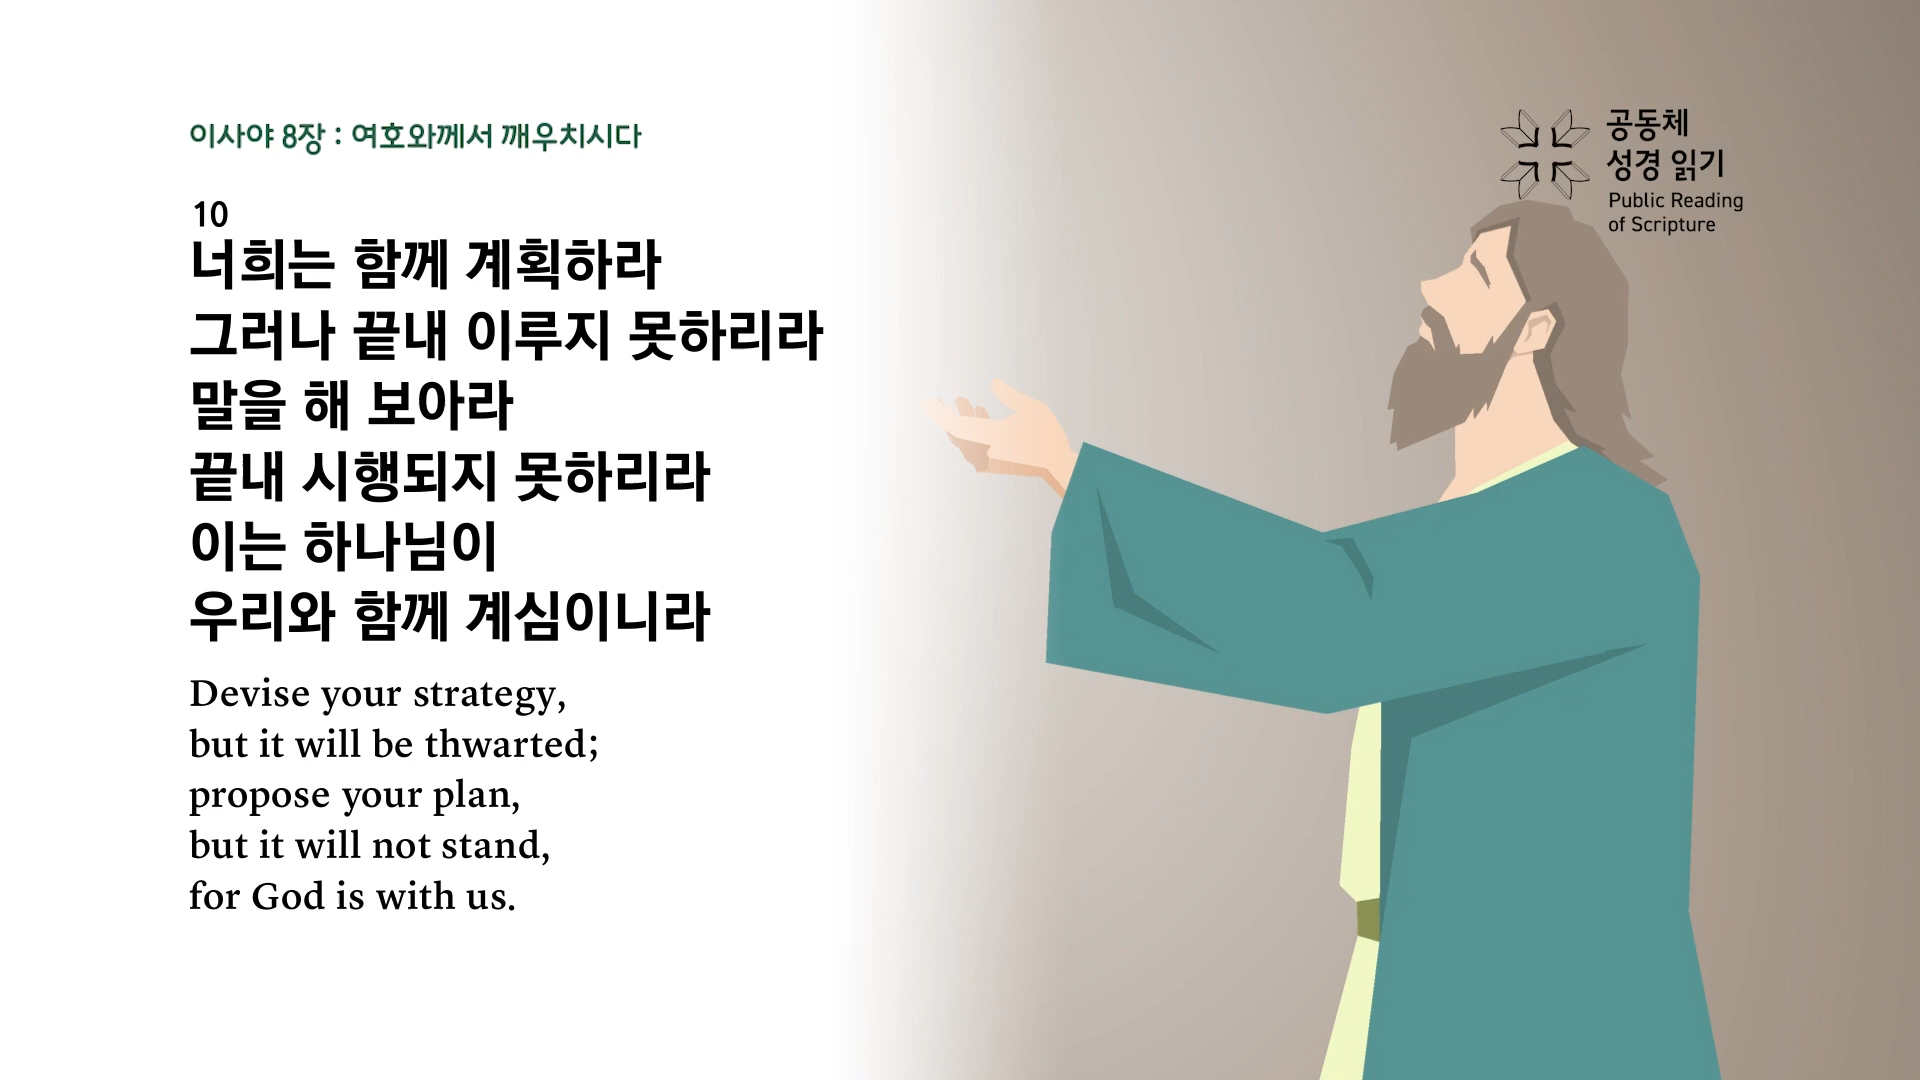 이사야 8장 : 여호와께서 깨우치시다
10
너희는 함께 계획하라
그러나 끝내 이루지 못하리라
말을 해 보아라
끝내 시행되지 못하리라
이는 하나님이
우리와 함께 계심이니라
Devise your strategy,
but it will be thwarted;
propose your plan,
but it will not stand,
for God is with us.
공동체
성경 읽기
Public Reading
of Scripture